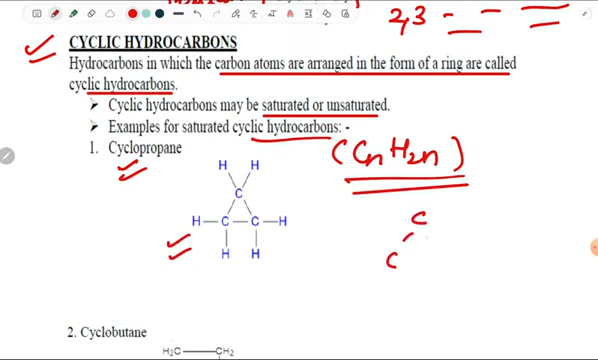 2,3
CYCLIC HYDROCARBONS
Hydrocarbons in which the carbon atoms are arranged in the form of a ring are called
cyclic hydrocarbons.
➤ Cyclic hydrocarbons may be saturated or unsaturated.
➤ Examples for saturated cyclic hydrocarbons: -
1. Cyclopropane
(CnH2n)
H H
C
H C C H
H H
C
C
2. Cyclobutane
H₂C CH₂